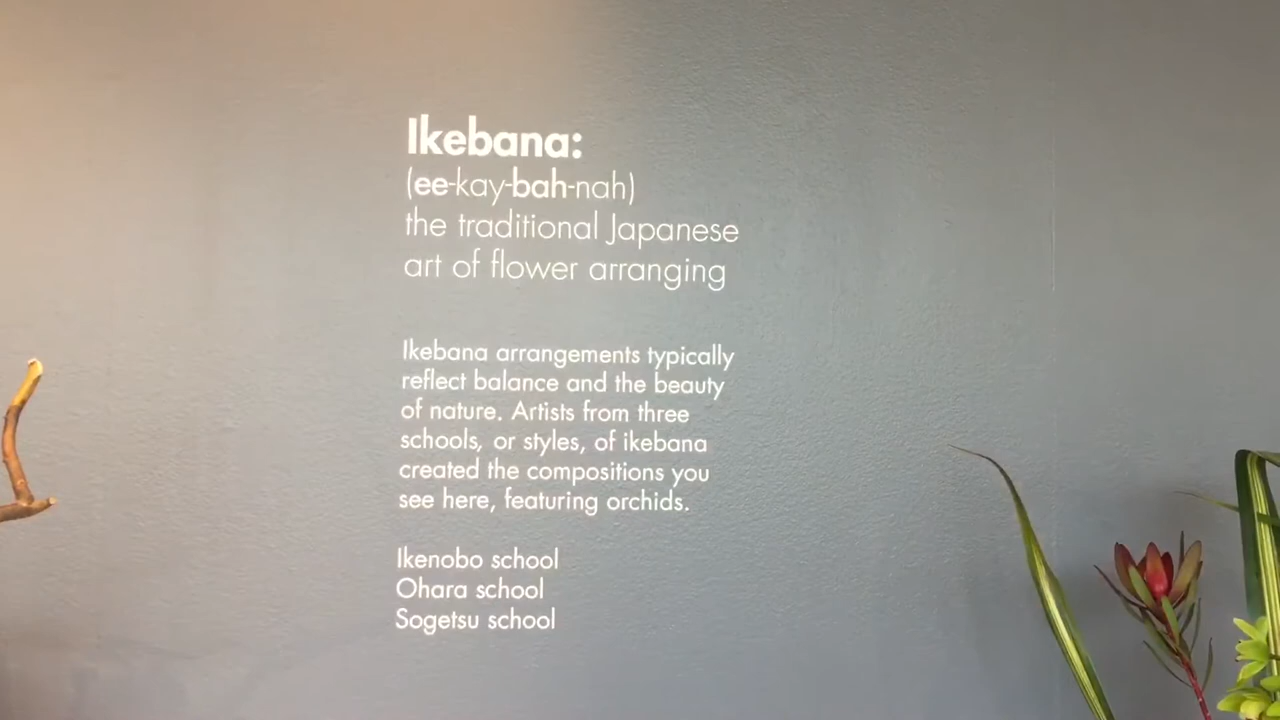 Ikebana:
(ee-kay-bah-nah)
the traditional Japanese
art of flower arranging
Ikebana arrangements typically
reflect balance and the beauty
of nature. Artists from three
schools, or styles, of ikebana
created the compositions you
see here, featuring orchids.
Ikenobo school
Ohara school
Sogetsu school